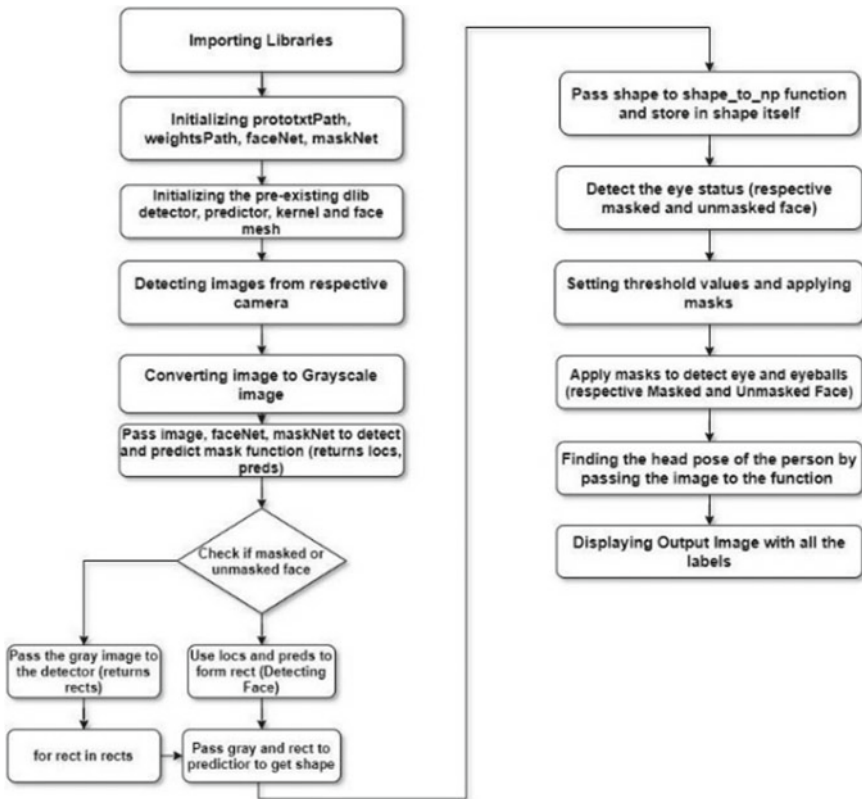 Importing Libraries
Initializing prototxtPath,
weightsPath, faceNet, maskNet
Initializing the pre-existing dlib
detector, predictor, kernel and face
mesh
Detecting images from respective
camera
Converting image to Grayscale
image
Pass image, faceNet, maskNet to detect
and predict mask function (returns locs,
preds)
Check if masked or
unmasked face
Pass the gray image to
the detector (returns
rects)
Use locs and preds to
form rect (Detecting
Face)
for rect in rects
Pass gray and rect to
predictior to get shape
Pass shape to shape_to_np function
and store in shape itself
Detect the eye status (respective
masked and unmasked face)
Setting threshold values and applying
masks
Apply masks to detect eye and eyeballs
(respective Masked and Unmasked Face)
Finding the head pose of the person by
passing the image to the function
Displaying Output Image with all the
labels